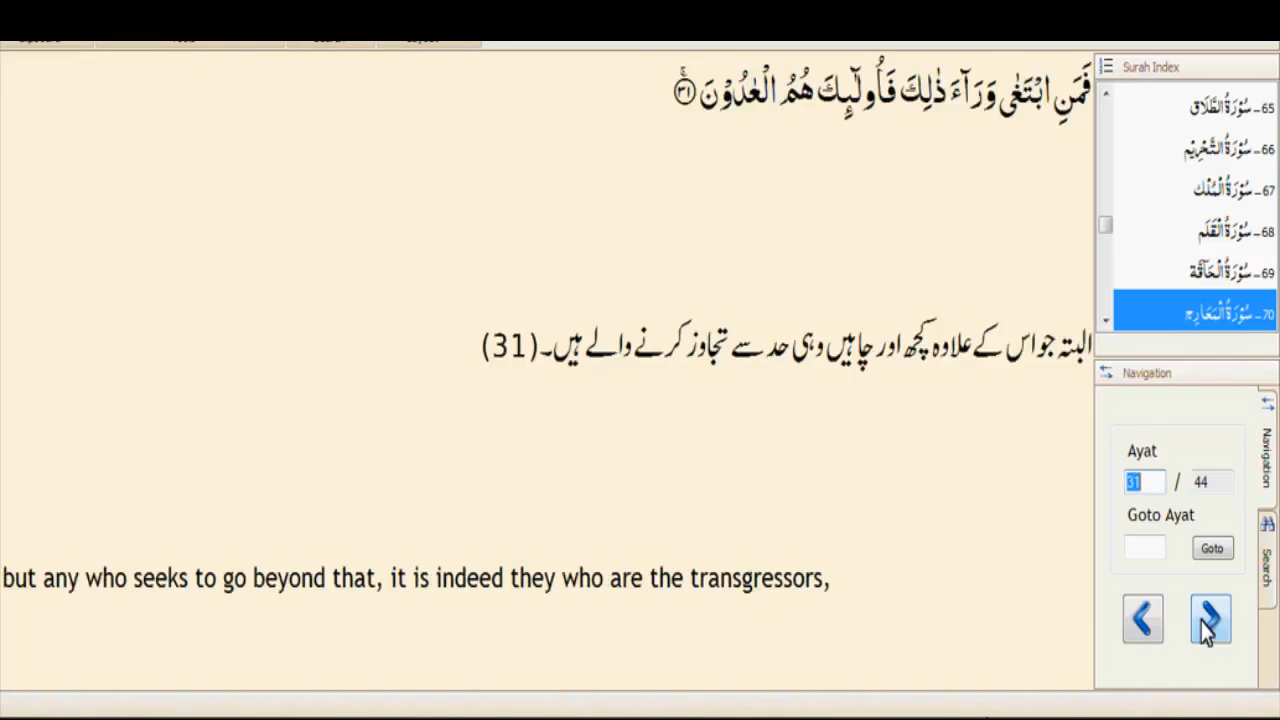 فَمَنِ ابْتَغٰى وَرَآءَ ذٰلِكَ فَاُولٰٓئِكَ هُمُ الْعٰدُوْنَ ۚ‏﴿۳۱﴾
البتہ جو اس کے علاوہ کچھ اور چاہیں وہی حد سے تجاوز کرنے والے ہیں۔(31)
but any who seeks to go beyond that, it is indeed they who are the transgressors,
Surah Index
65- سُوْرَةُ الطَّلَاق
66- سُوْرَةُ التَّحْرِيْم
67- سُوْرَةُ الْمُلْك
68- سُوْرَةُ الْقَلَم
69- سُوْرَةُ الْحَآقَّة
70- سُوْرَةُ الْمَعَارِج
Navigation
Ayat
31 / 44
Goto Ayat
Goto
Navigation
Search